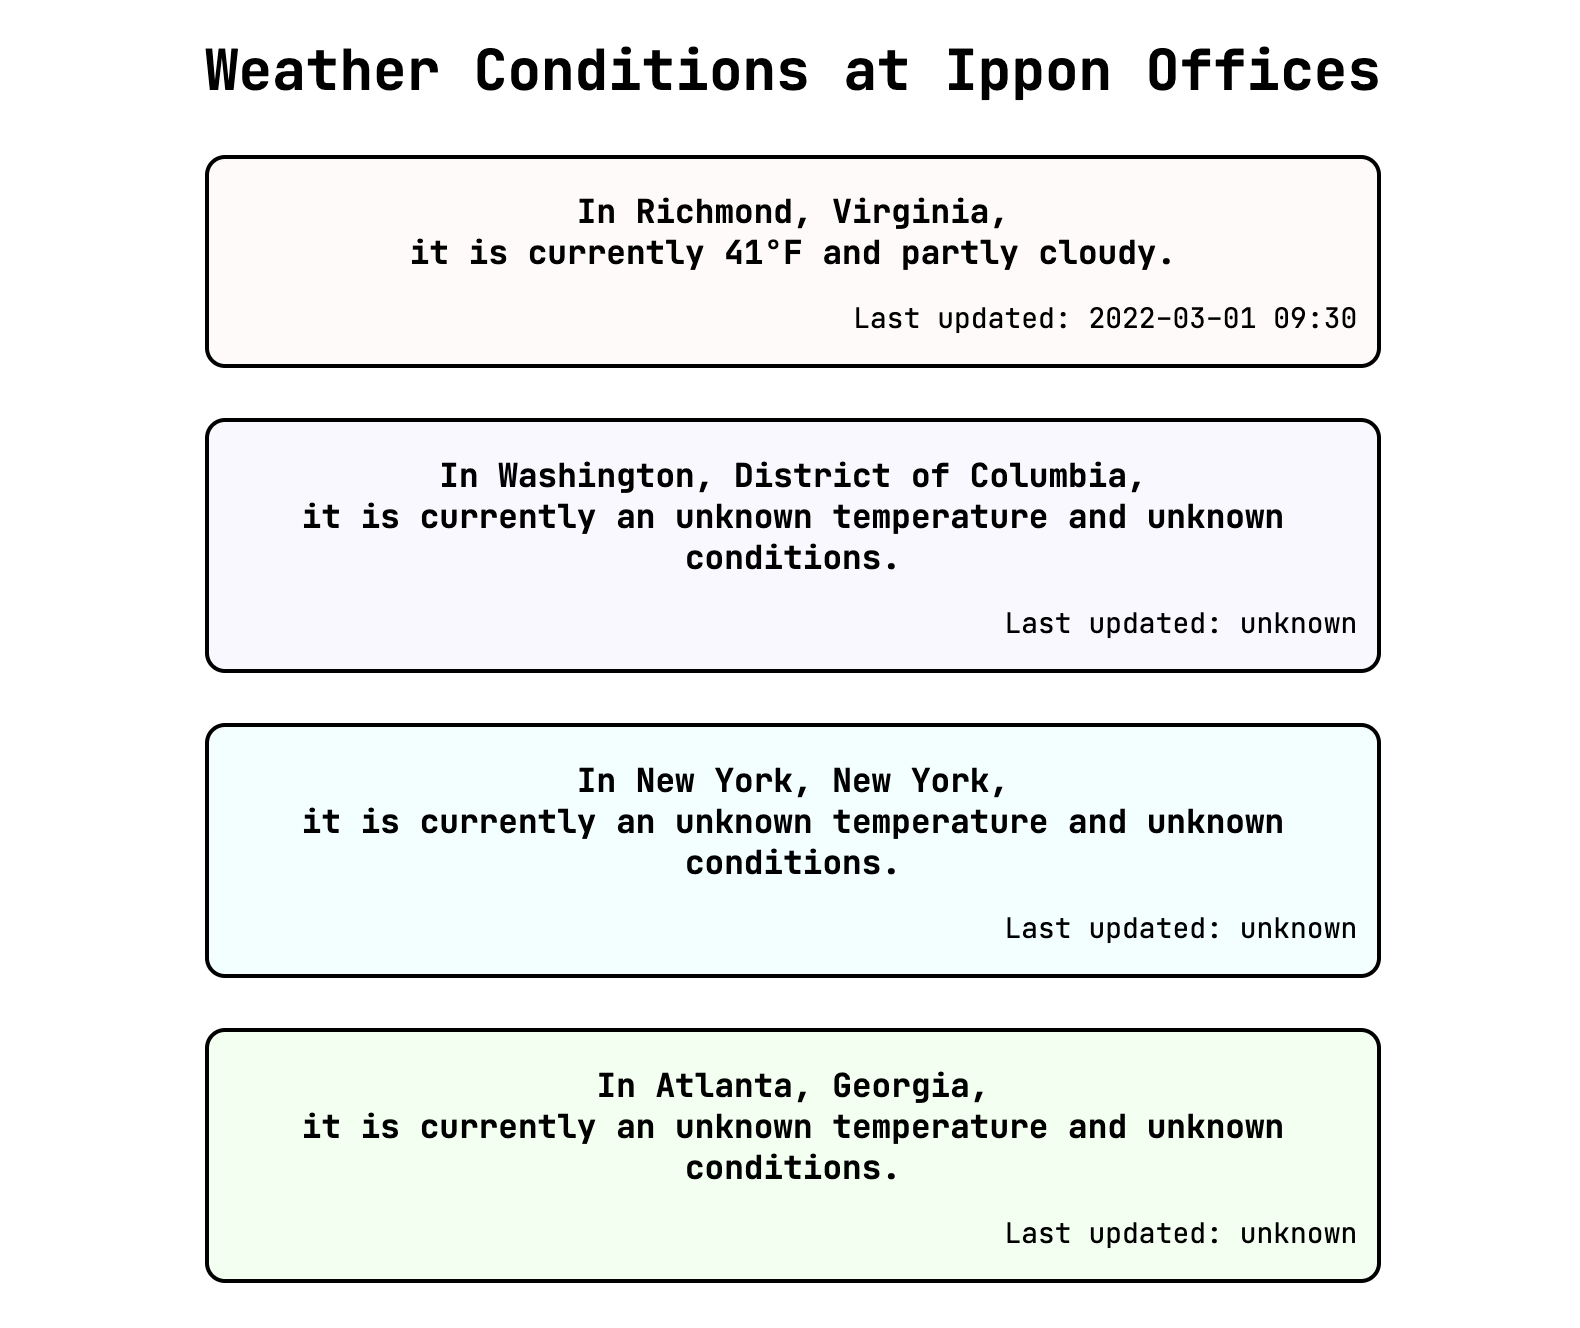 Weather Conditions at Ippon Offices
In Richmond, Virginia,
it is currently 41°F and partly cloudy.
Last updated: 2022-03-01 09:30
In Washington, District of Columbia,
it is currently an unknown temperature and unknown
conditions.
Last updated: unknown
In New York, New York,
it is currently an unknown temperature and unknown
conditions.
Last updated: unknown
In Atlanta, Georgia,
it is currently an unknown temperature and unknown
conditions.
Last updated: unknown